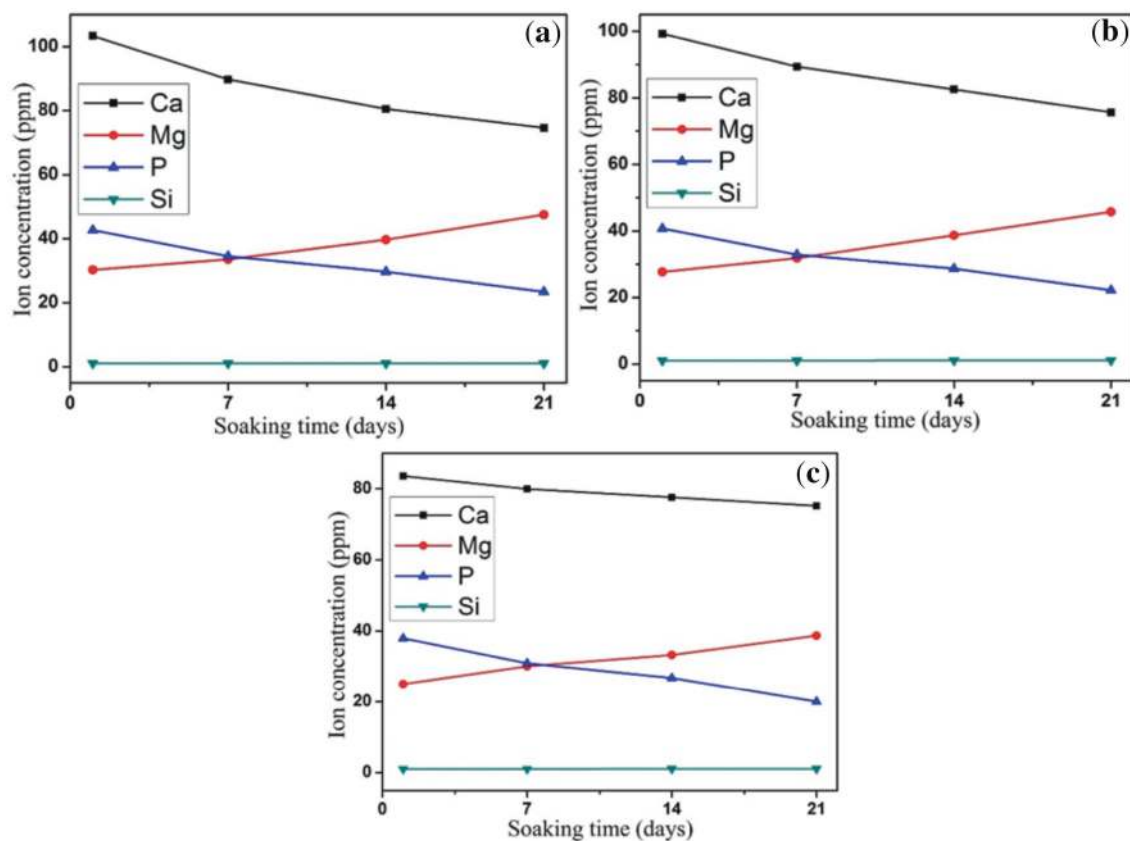 (a)
Ion concentration (ppm)
100
80
60
40
20
0
Ca
Mg
P
Si
0 7 14 21
Soaking time (days)
(b)
Ion concentration (ppm)
100
80
60
40
20
0
Ca
Mg
P
Si
0 7 14 21
Soaking time (days)
(c)
Ion concentration (ppm)
80
60
40
20
0
Ca
Mg
P
Si
0 7 14 21
Soaking time (days)